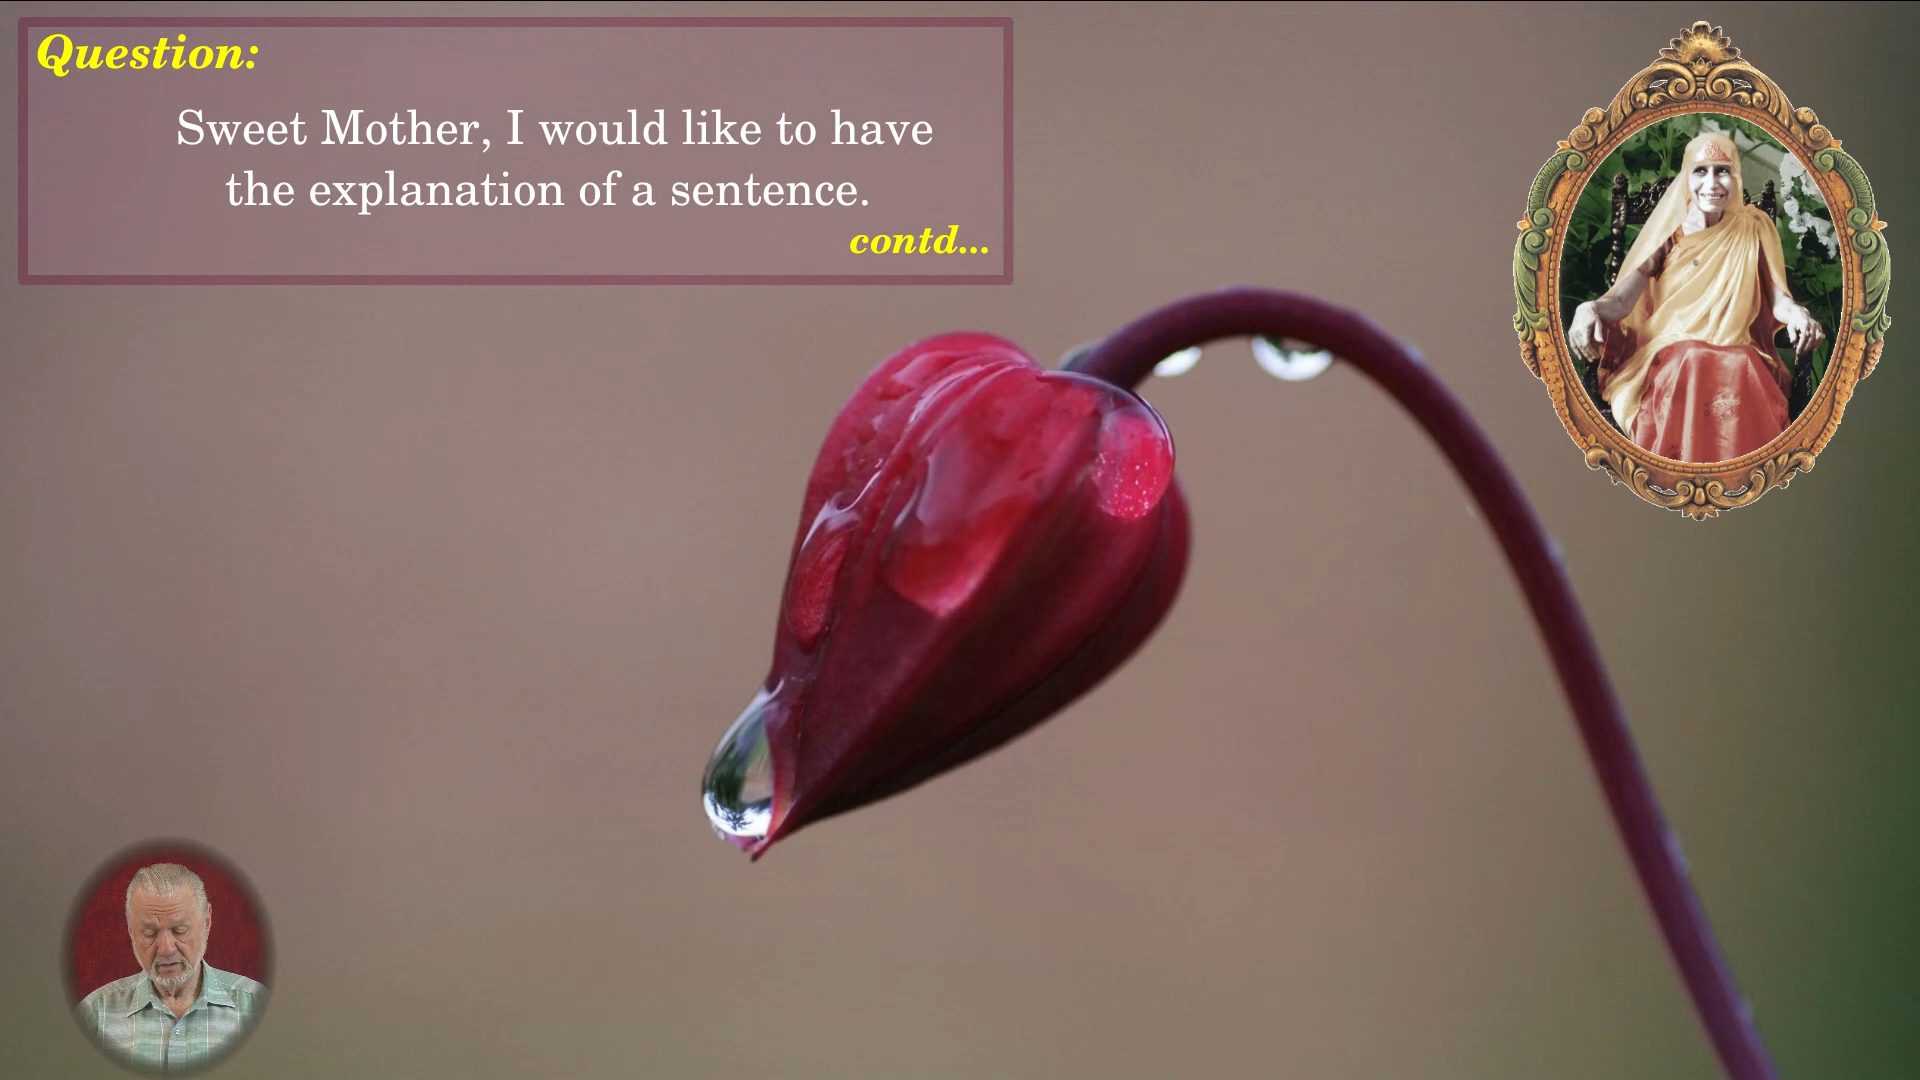 Question:
Sweet Mother, I would like to have
the explanation of a sentence.
contd...